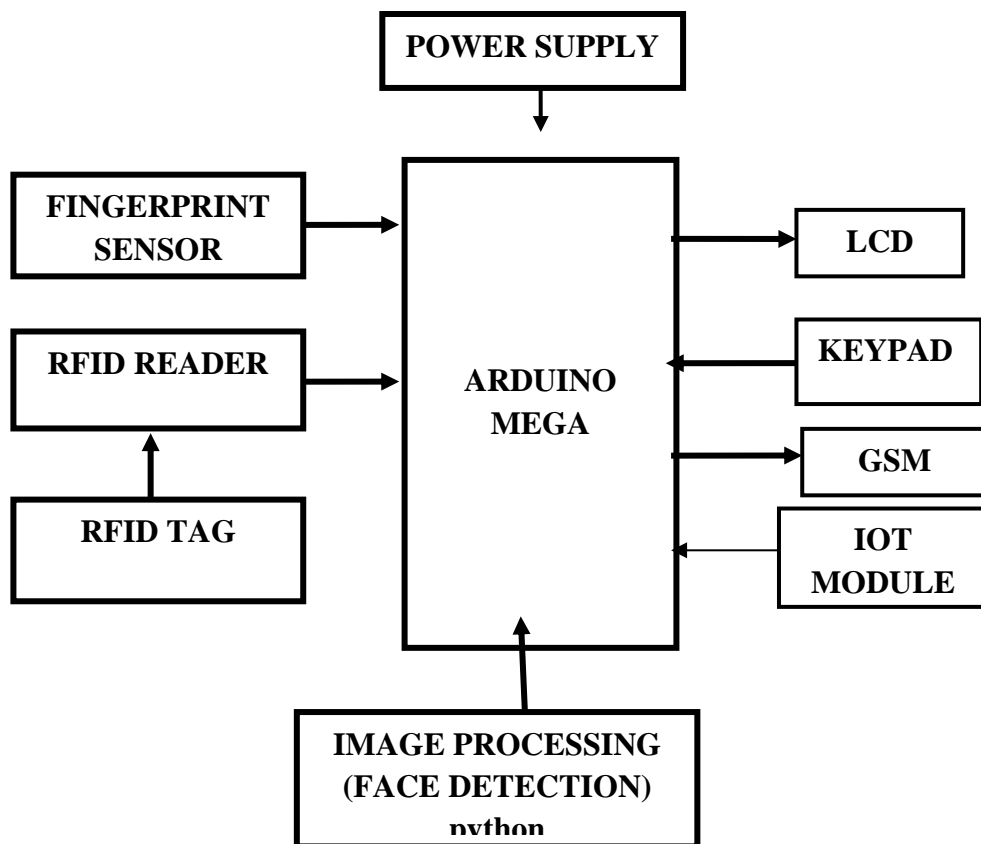 POWER SUPPLY
FINGERPRINT
SENSOR
LCD
RFID READER
KEYPAD
ARDUINO
MEGA
GSM
RFID TAG
IOT
MODULE
IMAGE PROCESSING
(FACE DETECTION)
python